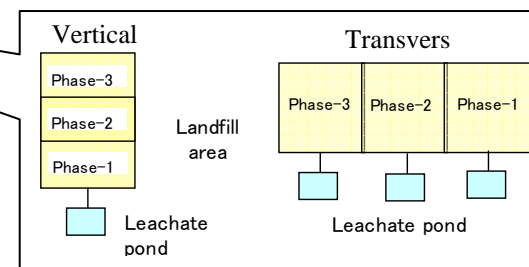 Vertical
Phase-3
Phase-2
Phase-1
Leachate
pond
Landfill
area
Transvers
Phase-3 Phase-2 Phase-1
Leachate pond